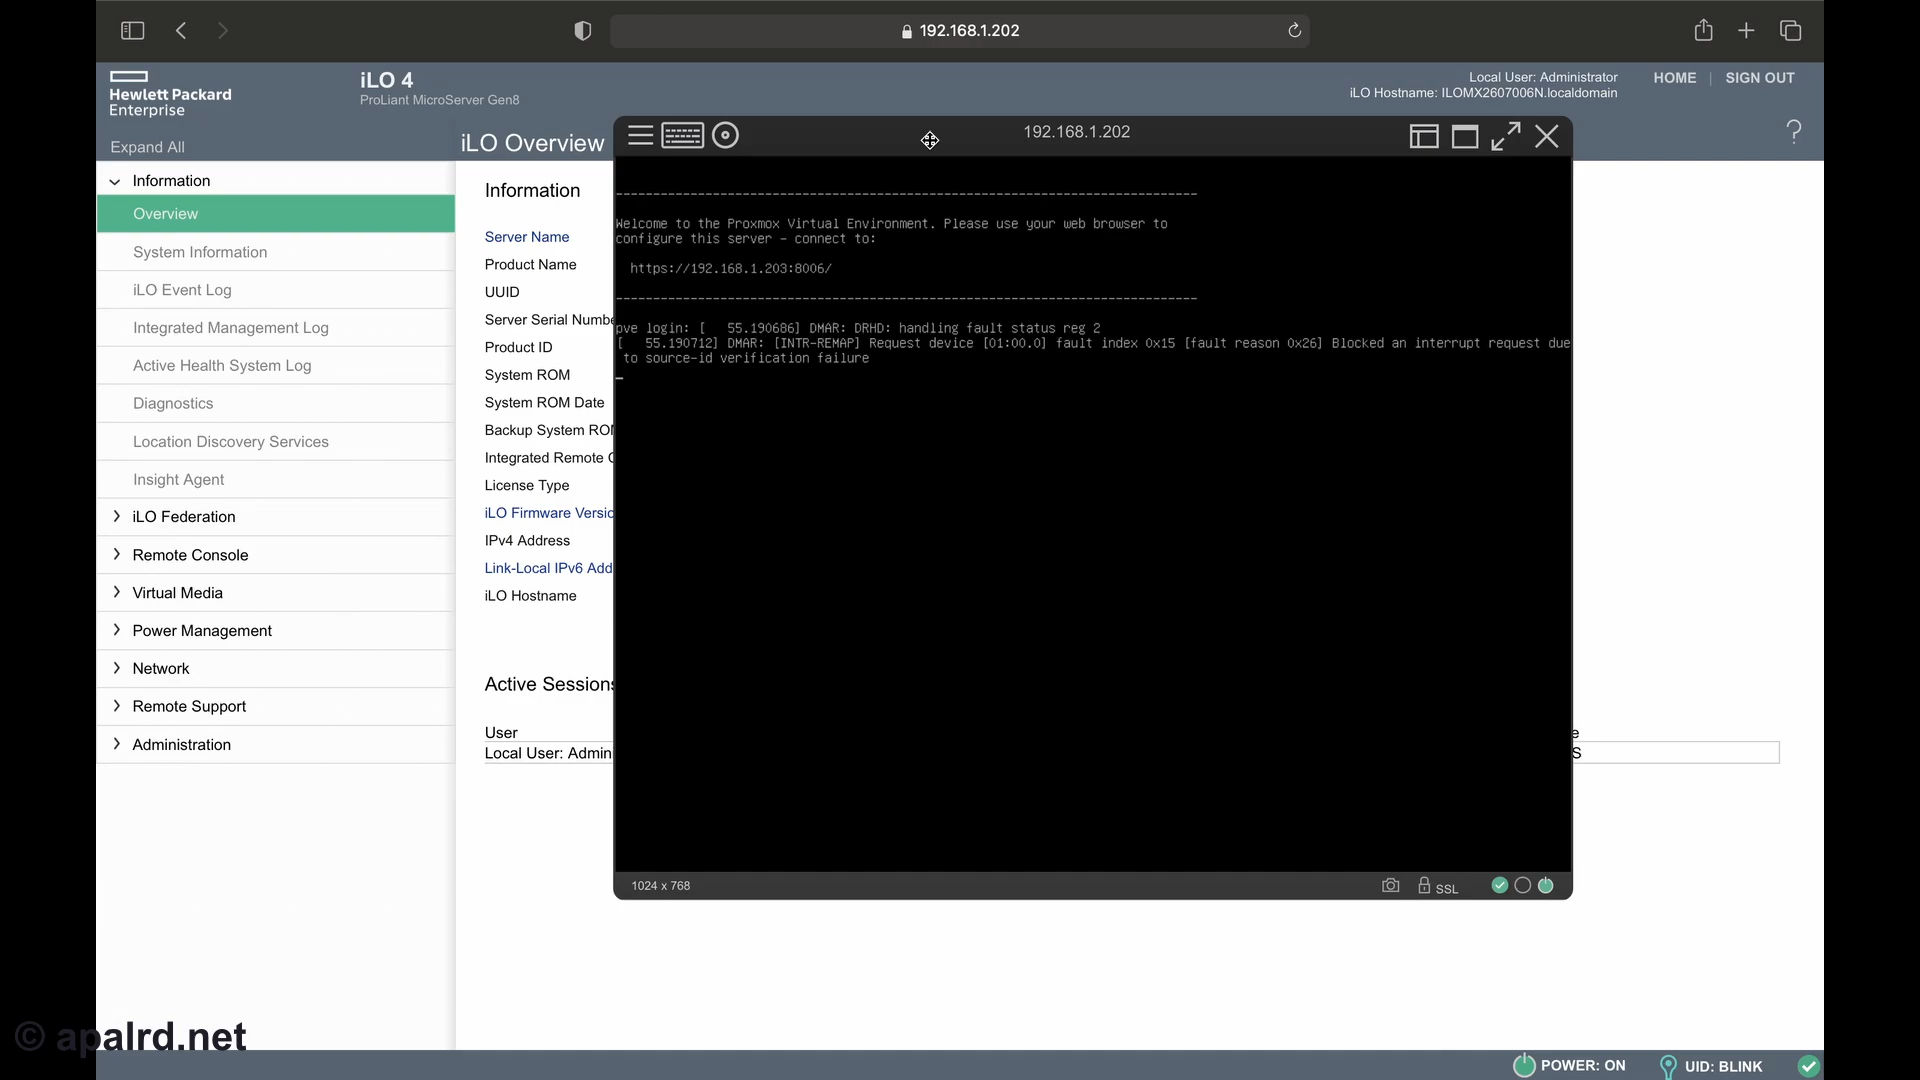 192.168.1.202
Hewlett Packard
Enterprise
iLO 4
ProLiant MicroServer Gen8
Local User: Administrator
iLO Hostname: ILOMX2607006N.localdomain
HOME | SIGN OUT
Expand All
iLO Overview
?
Information
Overview
System Information
iLO Event Log
Integrated Management Log
Active Health System Log
Diagnostics
Location Discovery Services
Insight Agent
iLO Federation
Remote Console
Virtual Media
Power Management
Network
Remote Support
Administration
Information
Server Name
Product Name
UUID
Server Serial Numbe
Product ID
System ROM
System ROM Date
Backup System ROM
Integrated Remote C
License Type
iLO Firmware Versio
IPv4 Address
Link-Local IPv6 Add
iLO Hostname
Active Sessions
User
Local User: Admin
e
S
192.168.1.202
--------------------------------------------------------------------------------
Welcome to the Proxmox Virtual Environment. Please use your web browser to
configure this server - connect to:
https://192.168.1.203:8006/
--------------------------------------------------------------------------------
pve login: [   55.190686] DMAR: DRHD: handling fault status reg 2
[   55.190712] DMAR: [INTR-REMAP] Request device [01:00.0] fault index 0x15 [fault reason 0x26] Blocked an interrupt request due
to source-id verification failure
_
1024 x 768
SSL
© apalrd.net
POWER: ON
UID: BLINK